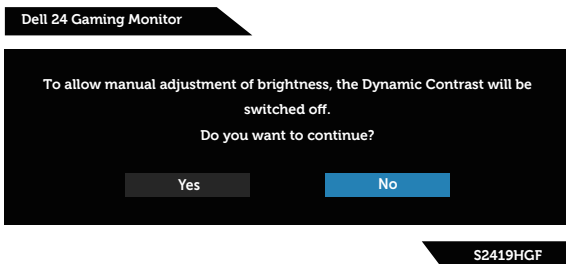 Dell 24 Gaming Monitor
To allow manual adjustment of brightness, the Dynamic Contrast will be
switched off.
Do you want to continue?
Yes
No
S2419HGF